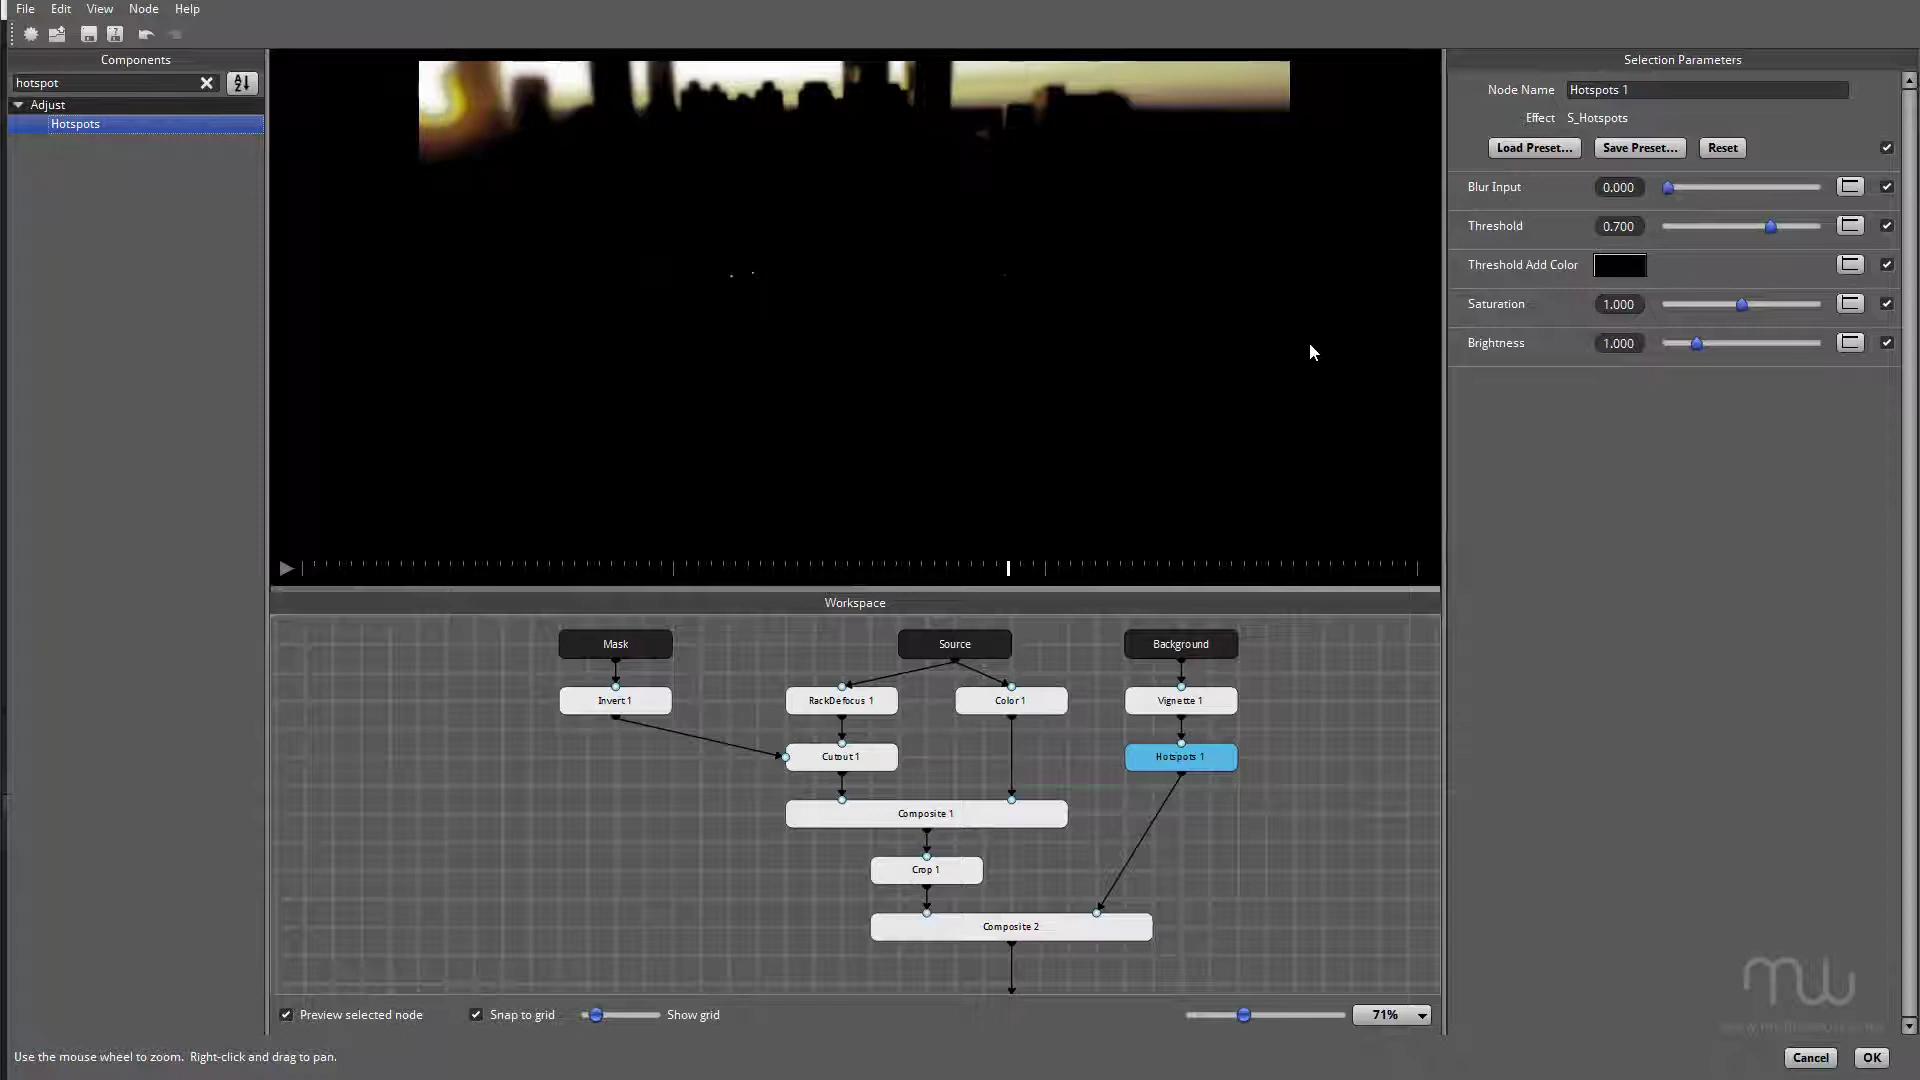 File Edit View Node Help
Components
hotspot
Adjust
Hotspots
Selection Parameters
Node Name Hotspots 1
Effect S_Hotspots
Load Preset... Save Preset... Reset
Blur Input 0.000
Threshold 0.700
Threshold Add Color
Saturation 1.000
Brightness 1.000
Workspace
Mask Source Background
Invert 1 RackDefocus 1 Color 1 Vignette 1
Cutout 1 Hotspots 1
Composite 1
Crop 1
Composite 2
Preview selected node Snap to grid Show grid 71%
Use the mouse wheel to zoom. Right-click and drag to pan.
Cancel OK